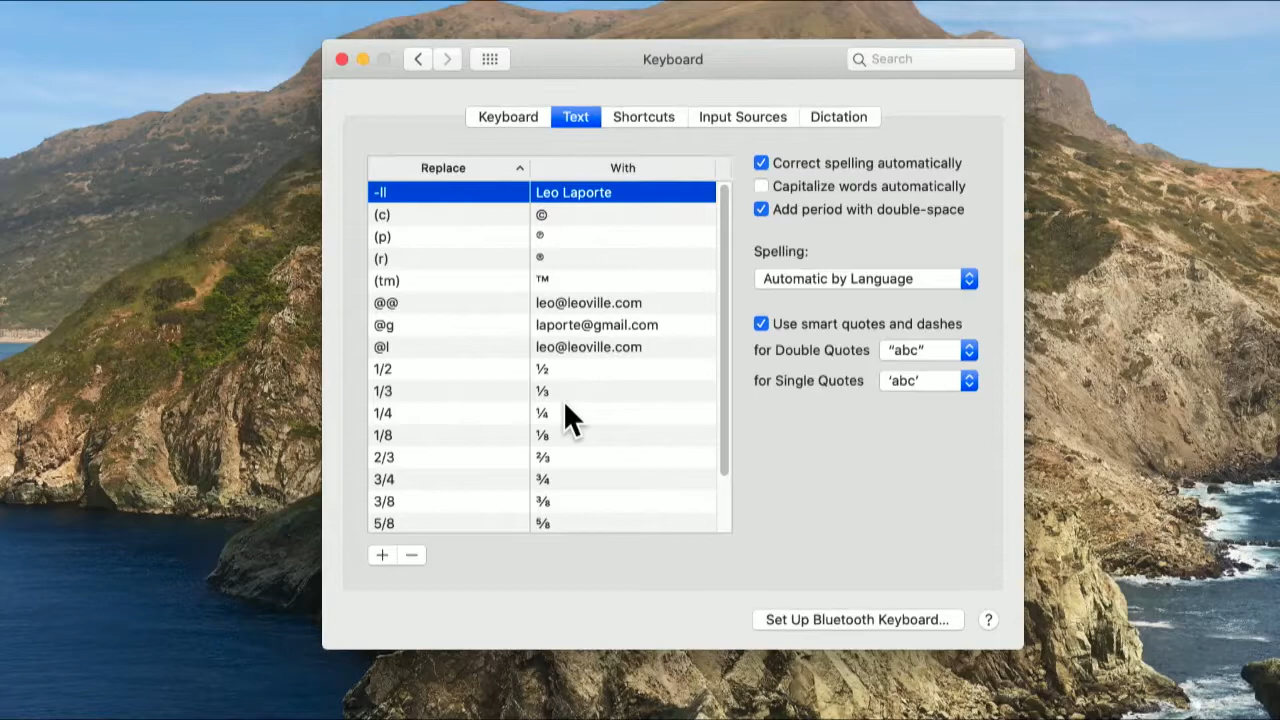 Keyboard
Search
Keyboard Text Shortcuts Input Sources Dictation
Replace With
-ll Leo Laporte
(c) ©
(p) ℗
(r) ®
(tm) ™
@@ leo@leoville.com
@g laporte@gmail.com
@l leo@leoville.com
1/2 ½
1/3 ⅓
1/4 ¼
1/8 ⅛
2/3 ⅔
3/4 ¾
3/8 ⅜
5/8 ⅝
Correct spelling automatically
Capitalize words automatically
Add period with double-space
Spelling:
Automatic by Language
Use smart quotes and dashes
for Double Quotes “abc”
for Single Quotes ‘abc’
+ −
Set Up Bluetooth Keyboard... ?